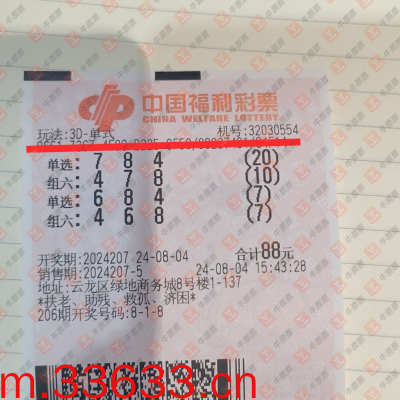 中国福利彩票
CHINA WELFARE LOTTERY
玩法:3D-单式 机号:32030554
单选: 7 8 4 (20)
组六: 4 7 8 (10)
单选: 6 8 4 (7)
组六: 4 6 8 (7)
开奖期:2024207 24-08-04 合计88元
销售期:2024207-5 24-08-04 15:43:28
地址:云龙区绿地商务城8号楼1-137
*扶老、助残、救孤、济困*
206期开奖号码:8-1-8
m.33633.cn